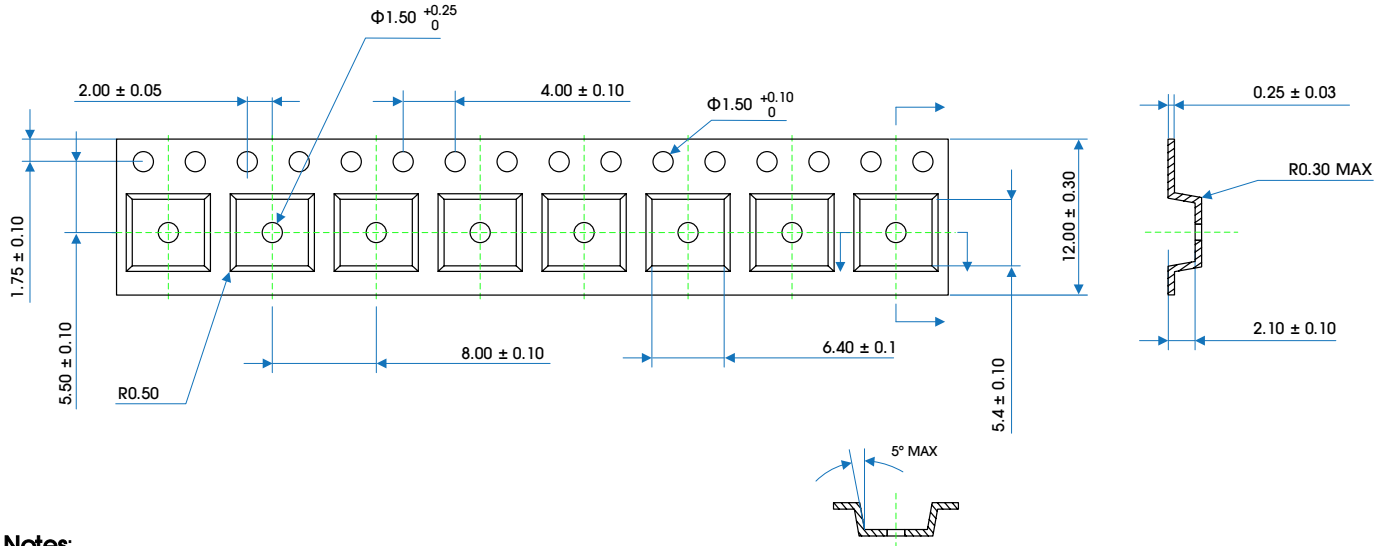 Φ1.50 +0.25 0
2.00 ± 0.05
4.00 ± 0.10
Φ1.50 +0.10 0
0.25 ± 0.03
R0.30 MAX
1.75 ± 0.10
5.50 ± 0.10
12.00 ± 0.30
2.10 ± 0.10
8.00 ± 0.10
6.40 ± 0.1
5.4 ± 0.10
R0.50
5° MAX
Notes: